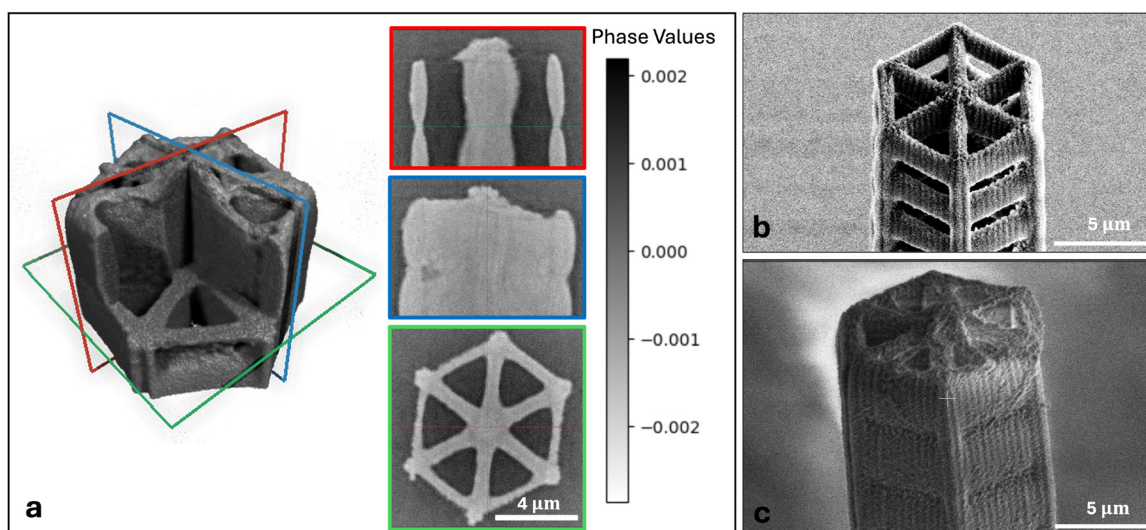 Phase Values
0.002
0.001
0.000
−0.001
−0.002
4 μm
a
5 μm
b
5 μm
c